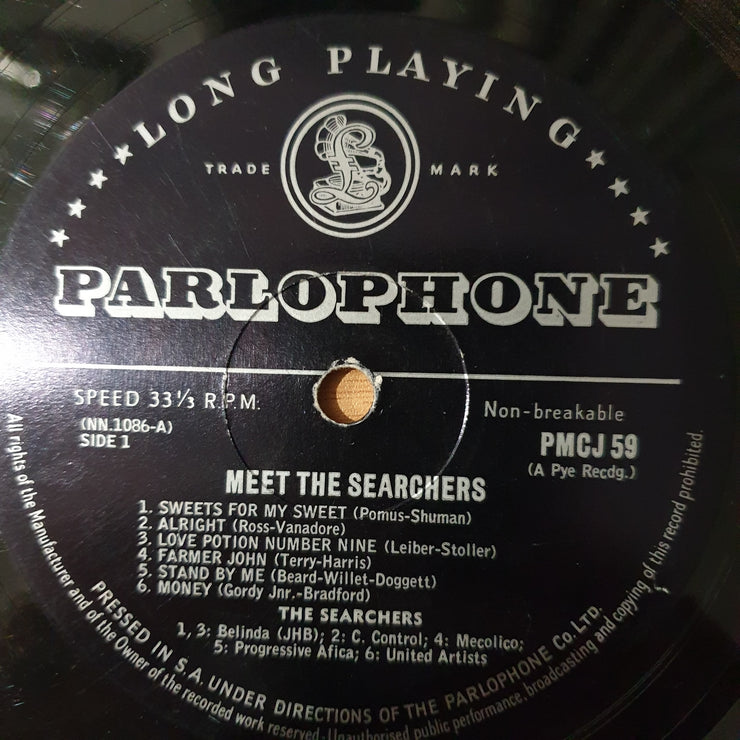 LONG PLAYING
TRADE MARK
£
PARLOPHONE
SPEED 33⅓ R.P.M.
Non-breakable
(NN.1086-A)
SIDE 1
PMCJ 59
(A Pye Recdg.)
MEET THE SEARCHERS
1. SWEETS FOR MY SWEET (Pomus-Shuman)
2. ALRIGHT (Ross-Vanadore)
3. LOVE POTION NUMBER NINE (Leiber-Stoller)
4. FARMER JOHN (Terry-Harris)
5. STAND BY ME (Beard-Willet-Doggett)
6. MONEY (Gordy Jnr.-Bradford)
THE SEARCHERS
1, 3: Belinda (JHB); 2: C. Control; 4: Mecolico;
5: Progressive Afica; 6: United Artists
PRESSED IN S.A. UNDER DIRECTIONS OF THE PARLOPHONE Co. LTD.
All rights of the Manufacturer and of the Owner of the recorded work reserved. Unauthorised public performance, broadcasting and copying of this record prohibited.